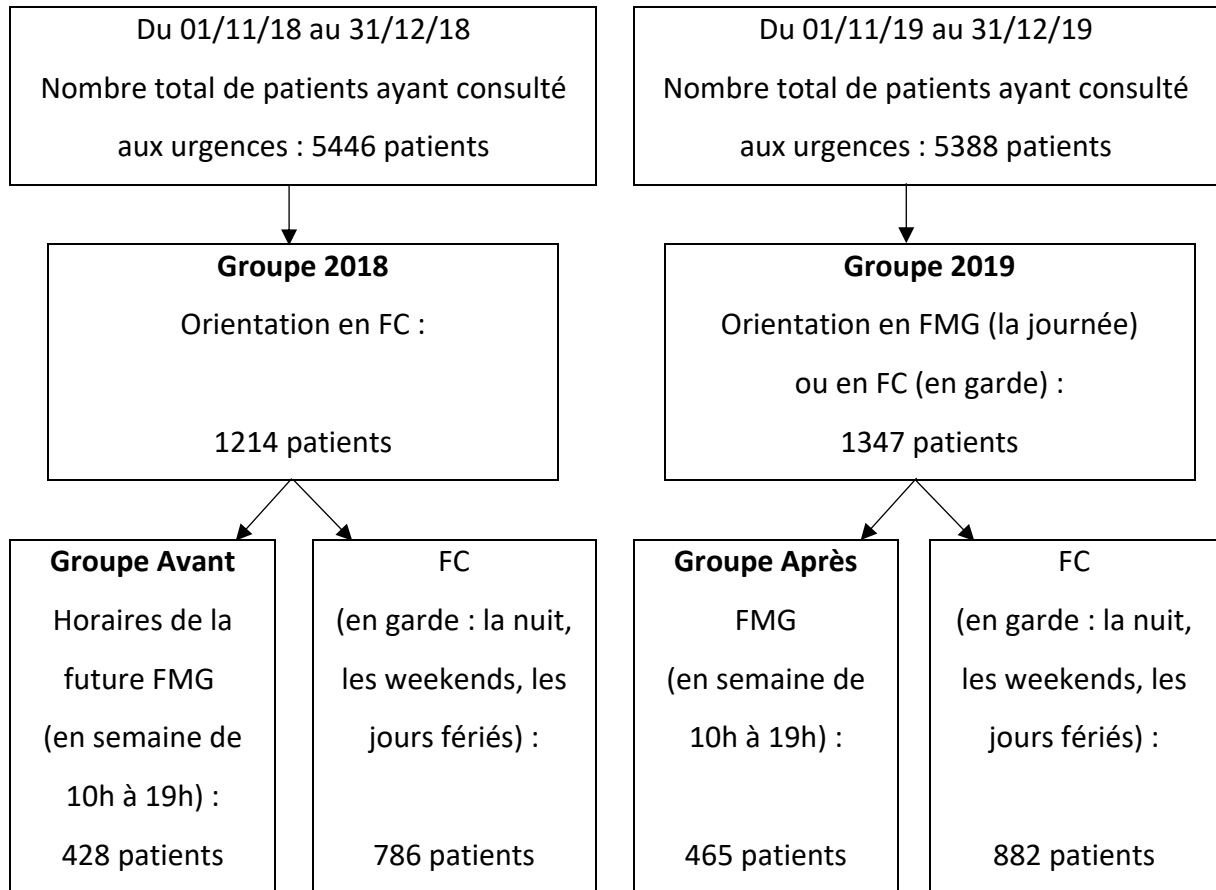 Du 01/11/18 au 31/12/18
Nombre total de patients ayant consulté
aux urgences : 5446 patients
Du 01/11/19 au 31/12/19
Nombre total de patients ayant consulté
aux urgences : 5388 patients
Groupe 2018
Orientation en FC :
1214 patients
Groupe 2019
Orientation en FMG (la journée)
ou en FC (en garde) :
1347 patients
Groupe Avant
Horaires de la
future FMG
(en semaine de
10h à 19h) :
428 patients
FC
(en garde : la nuit,
les weekends, les
jours fériés) :
786 patients
Groupe Après
FMG
(en semaine de
10h à 19h) :
465 patients
FC
(en garde : la nuit,
les weekends, les
jours fériés) :
882 patients